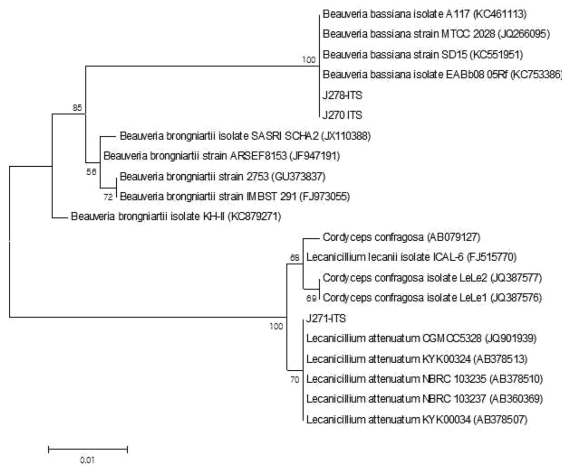 Beauveria bassiana isolate A117 (KC461113)
Beauveria bassiana strain MTCC 2028 (JQ266095)
Beauveria bassiana strain SD15 (KC551951)
Beauveria bassiana isolate EABb08 05Rf (KC753386)
100
J278-ITS
J270 ITS
85
Beauveria brongniartii isolate SASRI SCHA2 (JX110388)
Beauveria brongniartii strain ARSEF8153 (JF947191)
56
Beauveria brongniartii strain 2753 (GU373837)
72
Beauveria brongniartii strain IMBST 291 (FJ973055)
Beauveria brongniartii isolate KH-II (KC879271)
Cordyceps confragosa (AB079127)
68
Lecanicillium lecanii isolate ICAL-6 (FJ515770)
Cordyceps confragosa isolate LeLe2 (JQ387577)
69
Cordyceps confragosa isolate LeLe1 (JQ387576)
100
J271-ITS
Lecanicillium attenuatum CGMCC5328 (JQ901939)
Lecanicillium attenuatum KYK00324 (AB378513)
70
Lecanicillium attenuatum NBRC 103235 (AB378510)
Lecanicillium attenuatum NBRC 103237 (AB360369)
Lecanicillium attenuatum KYK00034 (AB378507)
0.01